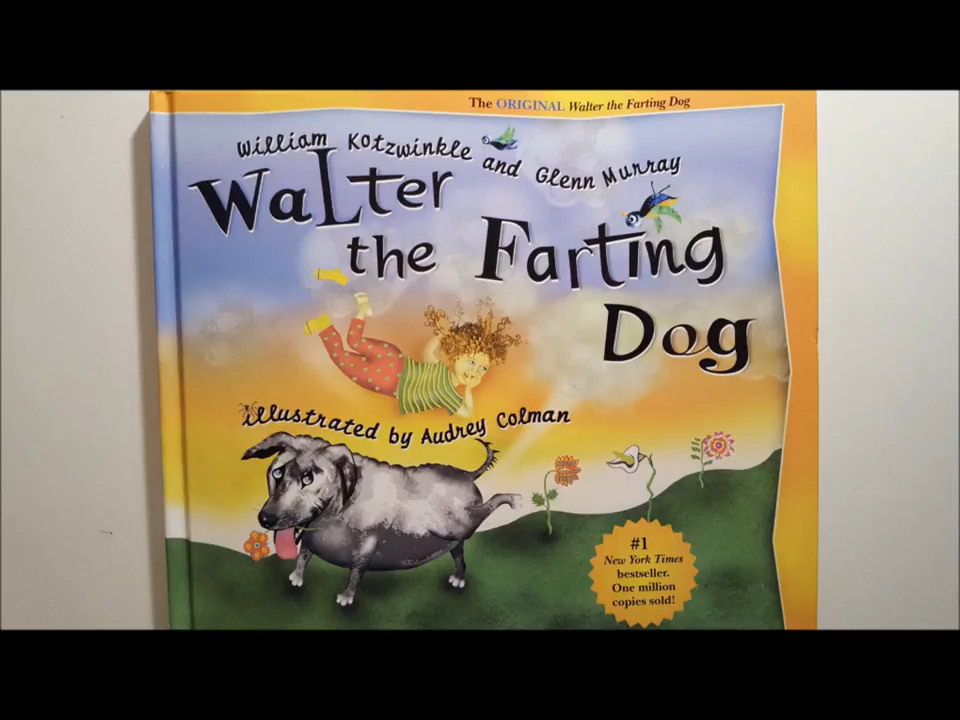 The ORIGINAL Walter the Farting Dog
William Kotzwinkle and Glenn Murray
Walter
the Farting
Dog
illustrated by Audrey Colman
#1
New York Times
bestseller.
One million
copies sold!